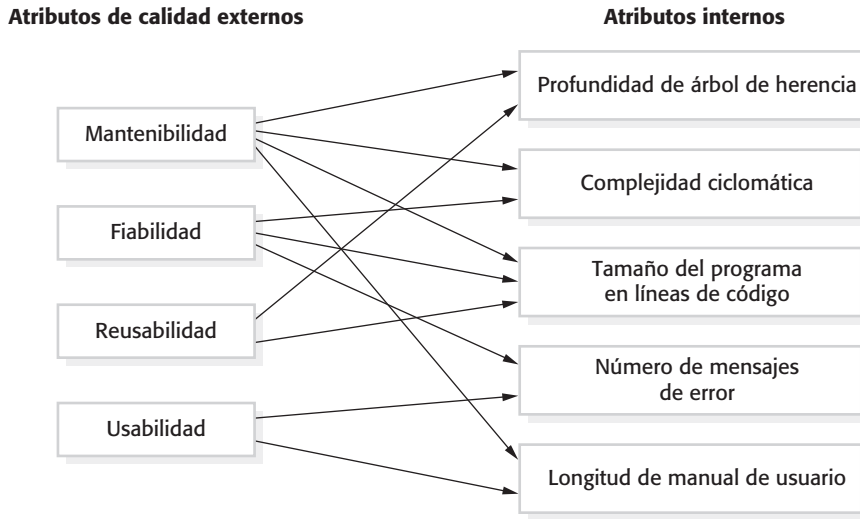 Atributos de calidad externos
Atributos internos
Mantenibilidad
Fiabilidad
Reusabilidad
Usabilidad
Profundidad de árbol de herencia
Complejidad ciclomática
Tamaño del programa
en líneas de código
Número de mensajes
de error
Longitud de manual de usuario